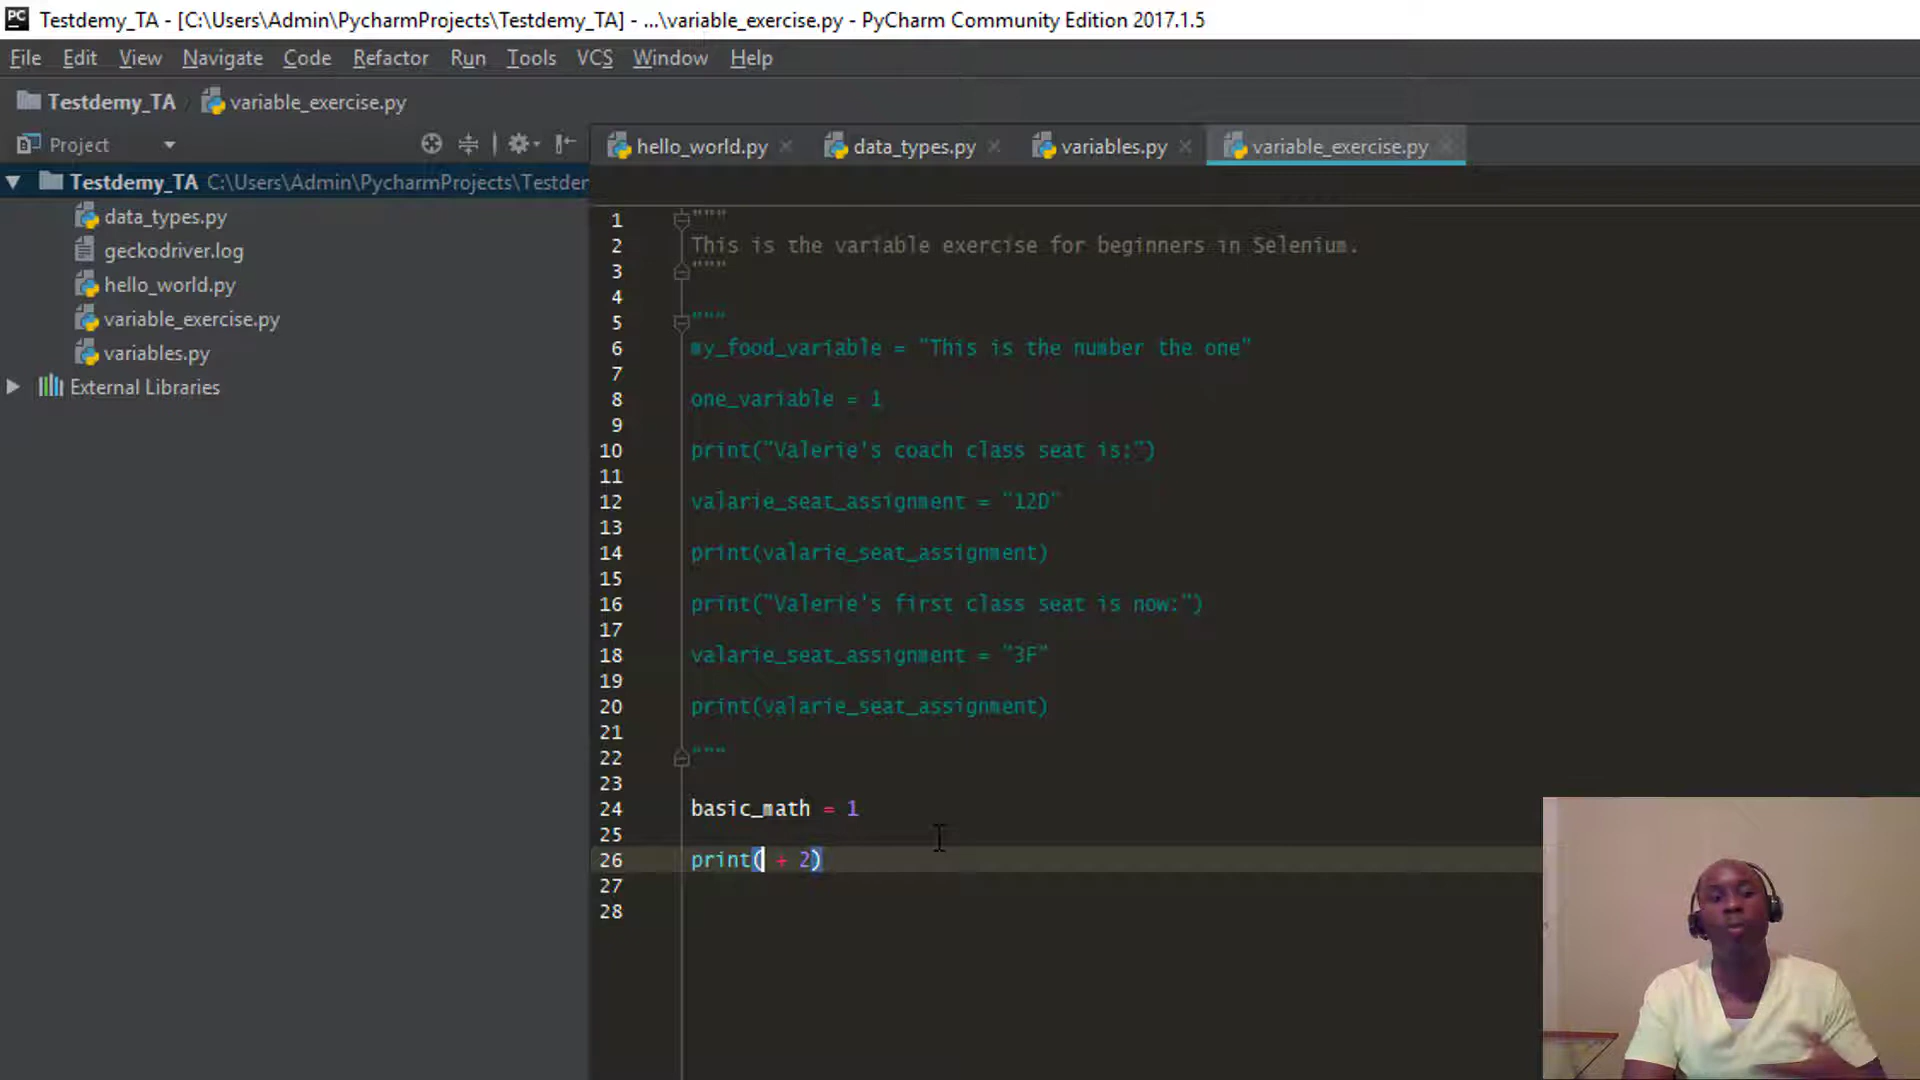 PC Testdemy_TA - [C:\Users\Admin\PycharmProjects\Testdemy_TA] - ...\variable_exercise.py - PyCharm Community Edition 2017.1.5
File Edit View Navigate Code Refactor Run Tools VCS Window Help
Testdemy_TA variable_exercise.py
Project
hello_world.py data_types.py variables.py variable_exercise.py
Testdemy_TA C:\Users\Admin\PycharmProjects\Testder
data_types.py
geckodriver.log
hello_world.py
variable_exercise.py
variables.py
External Libraries
1 """
2 This is the variable exercise for beginners in Selenium.
3 """
4
5 """
6 my_food_variable = "This is the number the one"
7
8 one_variable = 1
9
10 print("Valerie's coach class seat is:")
11
12 valarie_seat_assignment = "12D"
13
14 print(valarie_seat_assignment)
15
16 print("Valerie's first class seat is now:")
17
18 valarie_seat_assignment = "3F"
19
20 print(valarie_seat_assignment)
21
22 """
23
24 basic_math = 1
25
26 print( + 2)
27
28